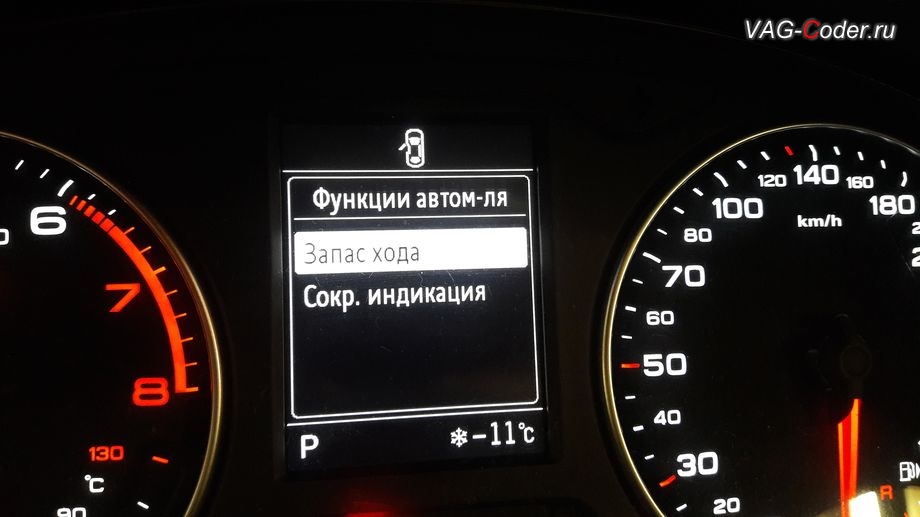 VAG-Coder.ru
Функции автом-ля
Запас хода
Сокр. индикация
P
-11°C
6
7
8
130
°C
90
20
30
40
50
60
70
80
100
120
140
160
180
km/h
R